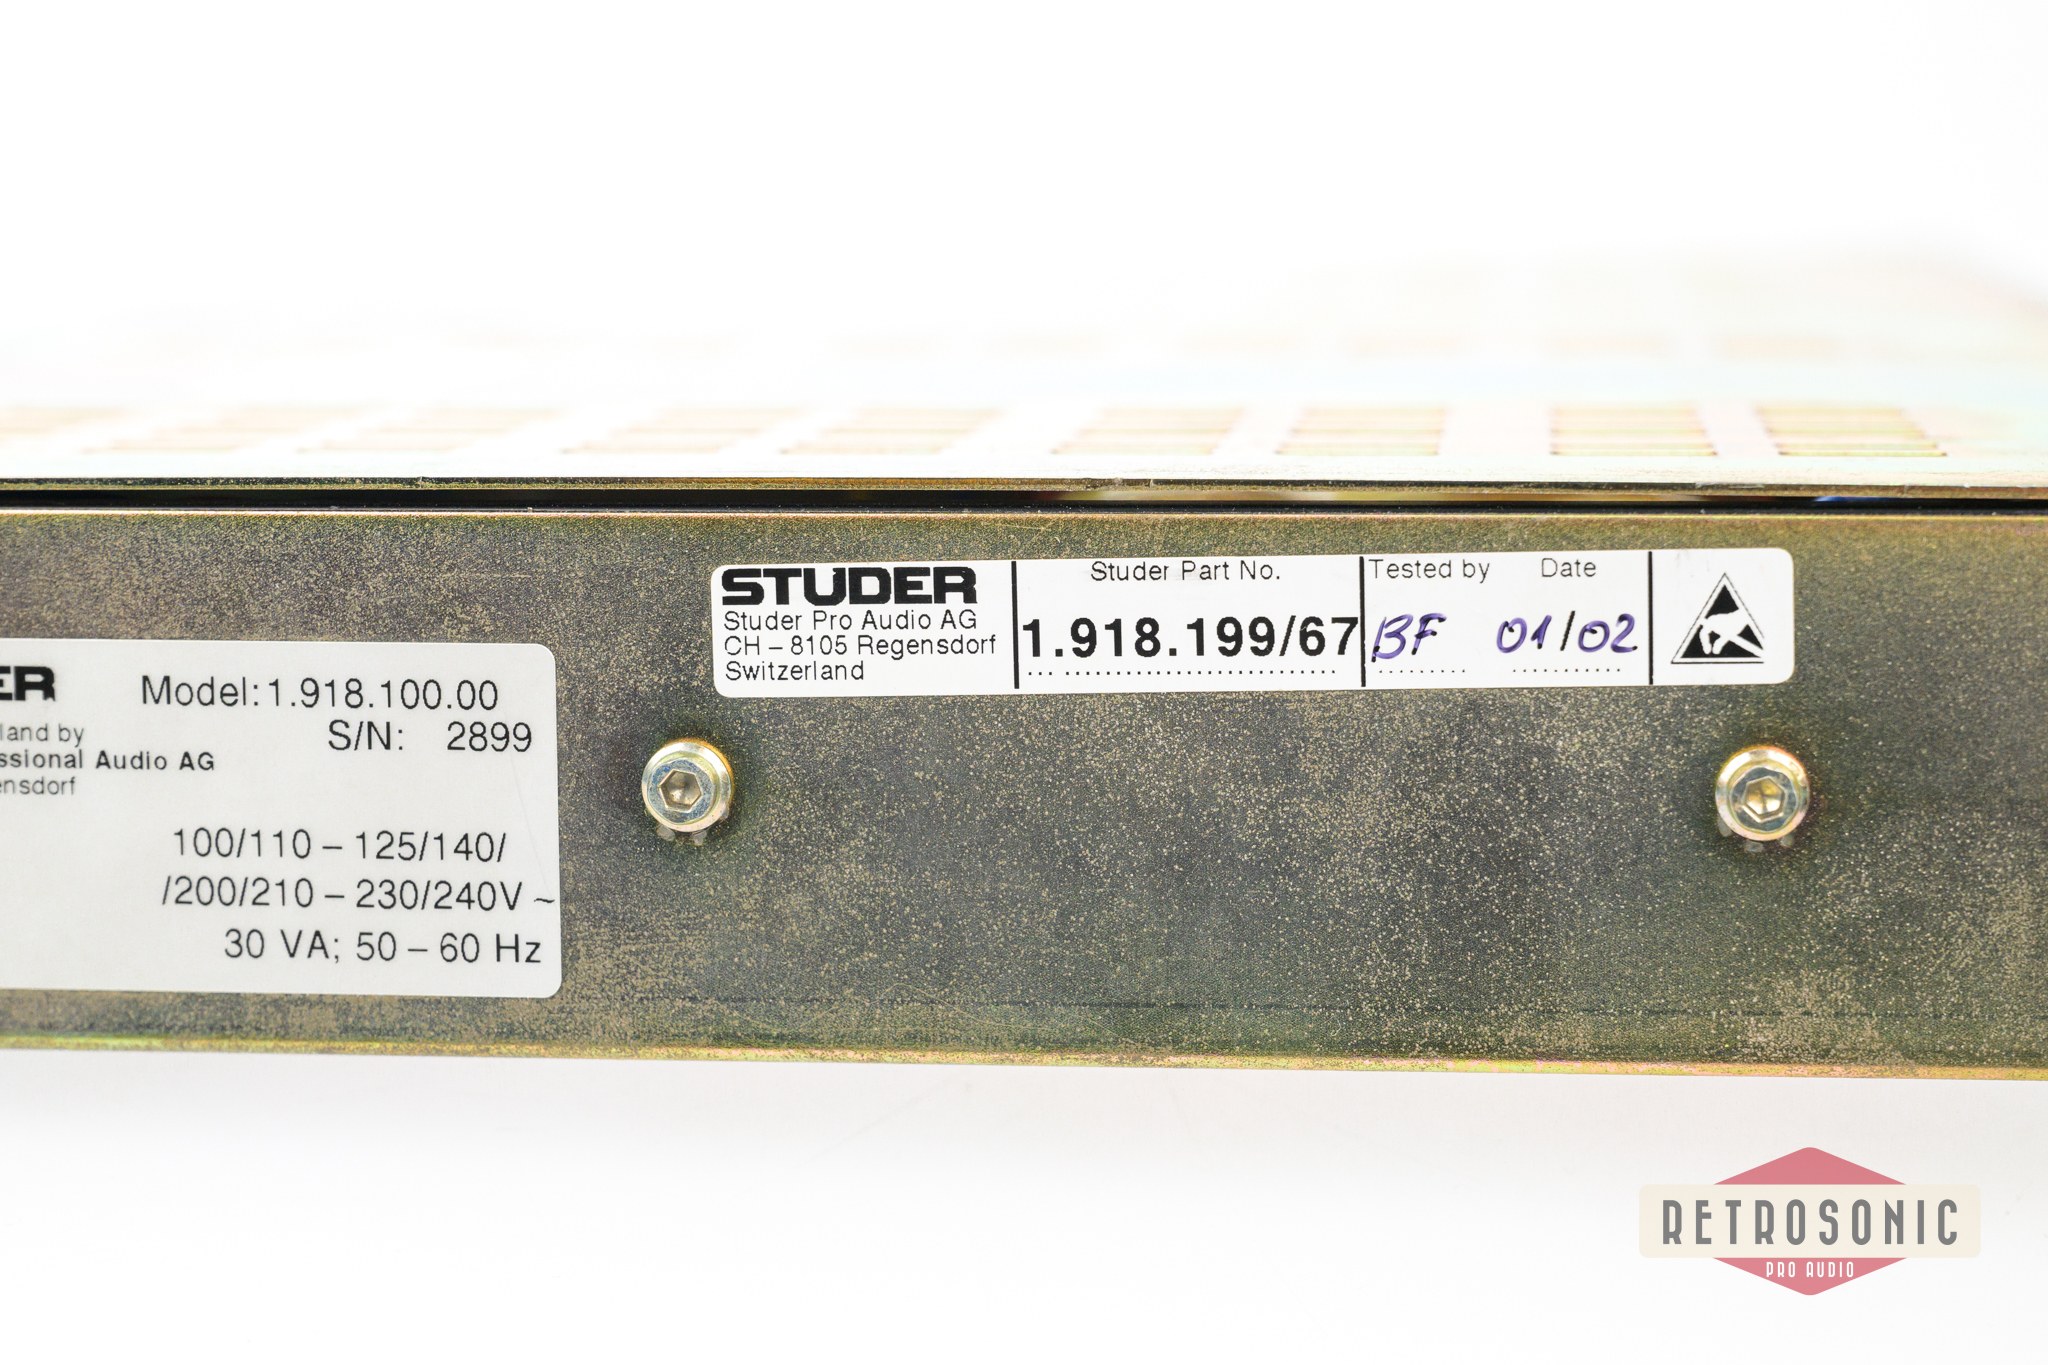 STUDER
Studer Pro Audio AG
CH – 8105 Regensdorf
Switzerland
Studer Part No.
1.918.199/67
Tested by Date
BF 01/02
ER
Model: 1.918.100.00
S/N: 2899
land by
ssional Audio AG
ensdorf
100/110 – 125/140/
/200/210 – 230/240V ~
30 VA; 50 – 60 Hz
RETROSONIC
PRO AUDIO